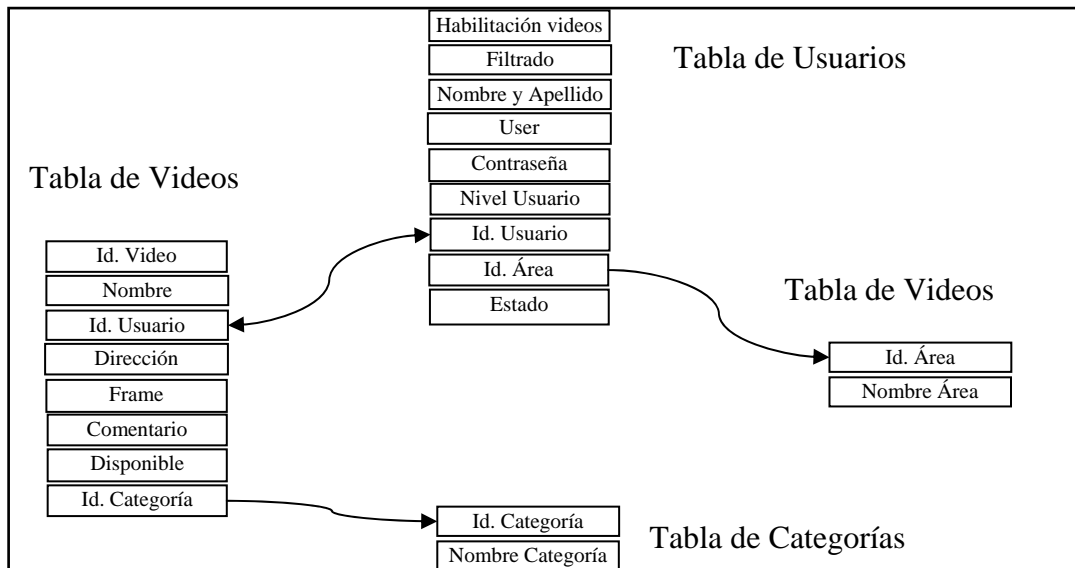 Habilitación videos
Filtrado
Nombre y Apellido
User
Contraseña
Nivel Usuario
Id. Usuario
Id. Área
Estado
Tabla de Usuarios
Tabla de Videos
Id. Video
Nombre
Id. Usuario
Dirección
Frame
Comentario
Disponible
Id. Categoría
Tabla de Videos
Id. Área
Nombre Área
Id. Categoría
Nombre Categoría
Tabla de Categorías